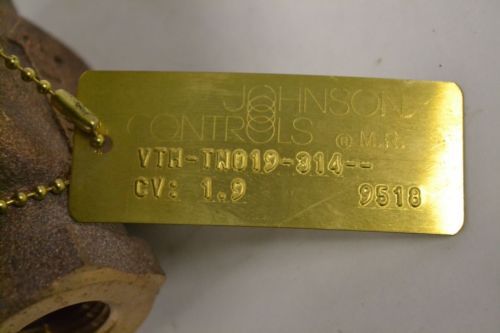 JOHNSON
CONTROLS ® M.R.
VTM-TN019-314--
CV: 1.9 9518